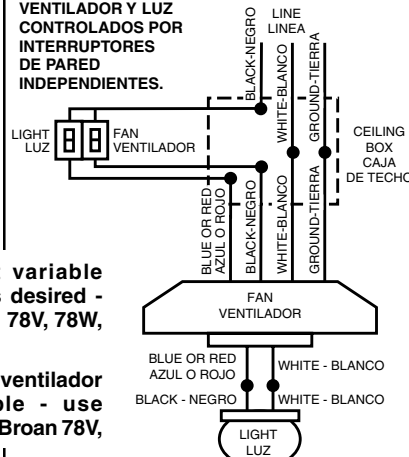 VENTILADOR Y LUZ
CONTROLADOS POR
INTERRUPTORES
DE PARED
INDEPENDIENTES.
LINE
LINEA
BLACK-NEGRO
WHITE-BLANCO
GROUND-TIERRA
LIGHT
LUZ
FAN
VENTILADOR
CEILING
BOX
CAJA
DE TECHO
BLUE OR RED
AZUL O ROJO
BLACK-NEGRO
WHITE-BLANCO
GROUND-TIERRA
variable
desired -
78V, 78W,
FAN
VENTILADOR
ventilador
ble - use
Broan 78V,
BLUE OR RED
AZUL O ROJO
WHITE - BLANCO
BLACK - NEGRO
WHITE - BLANCO
LIGHT
LUZ